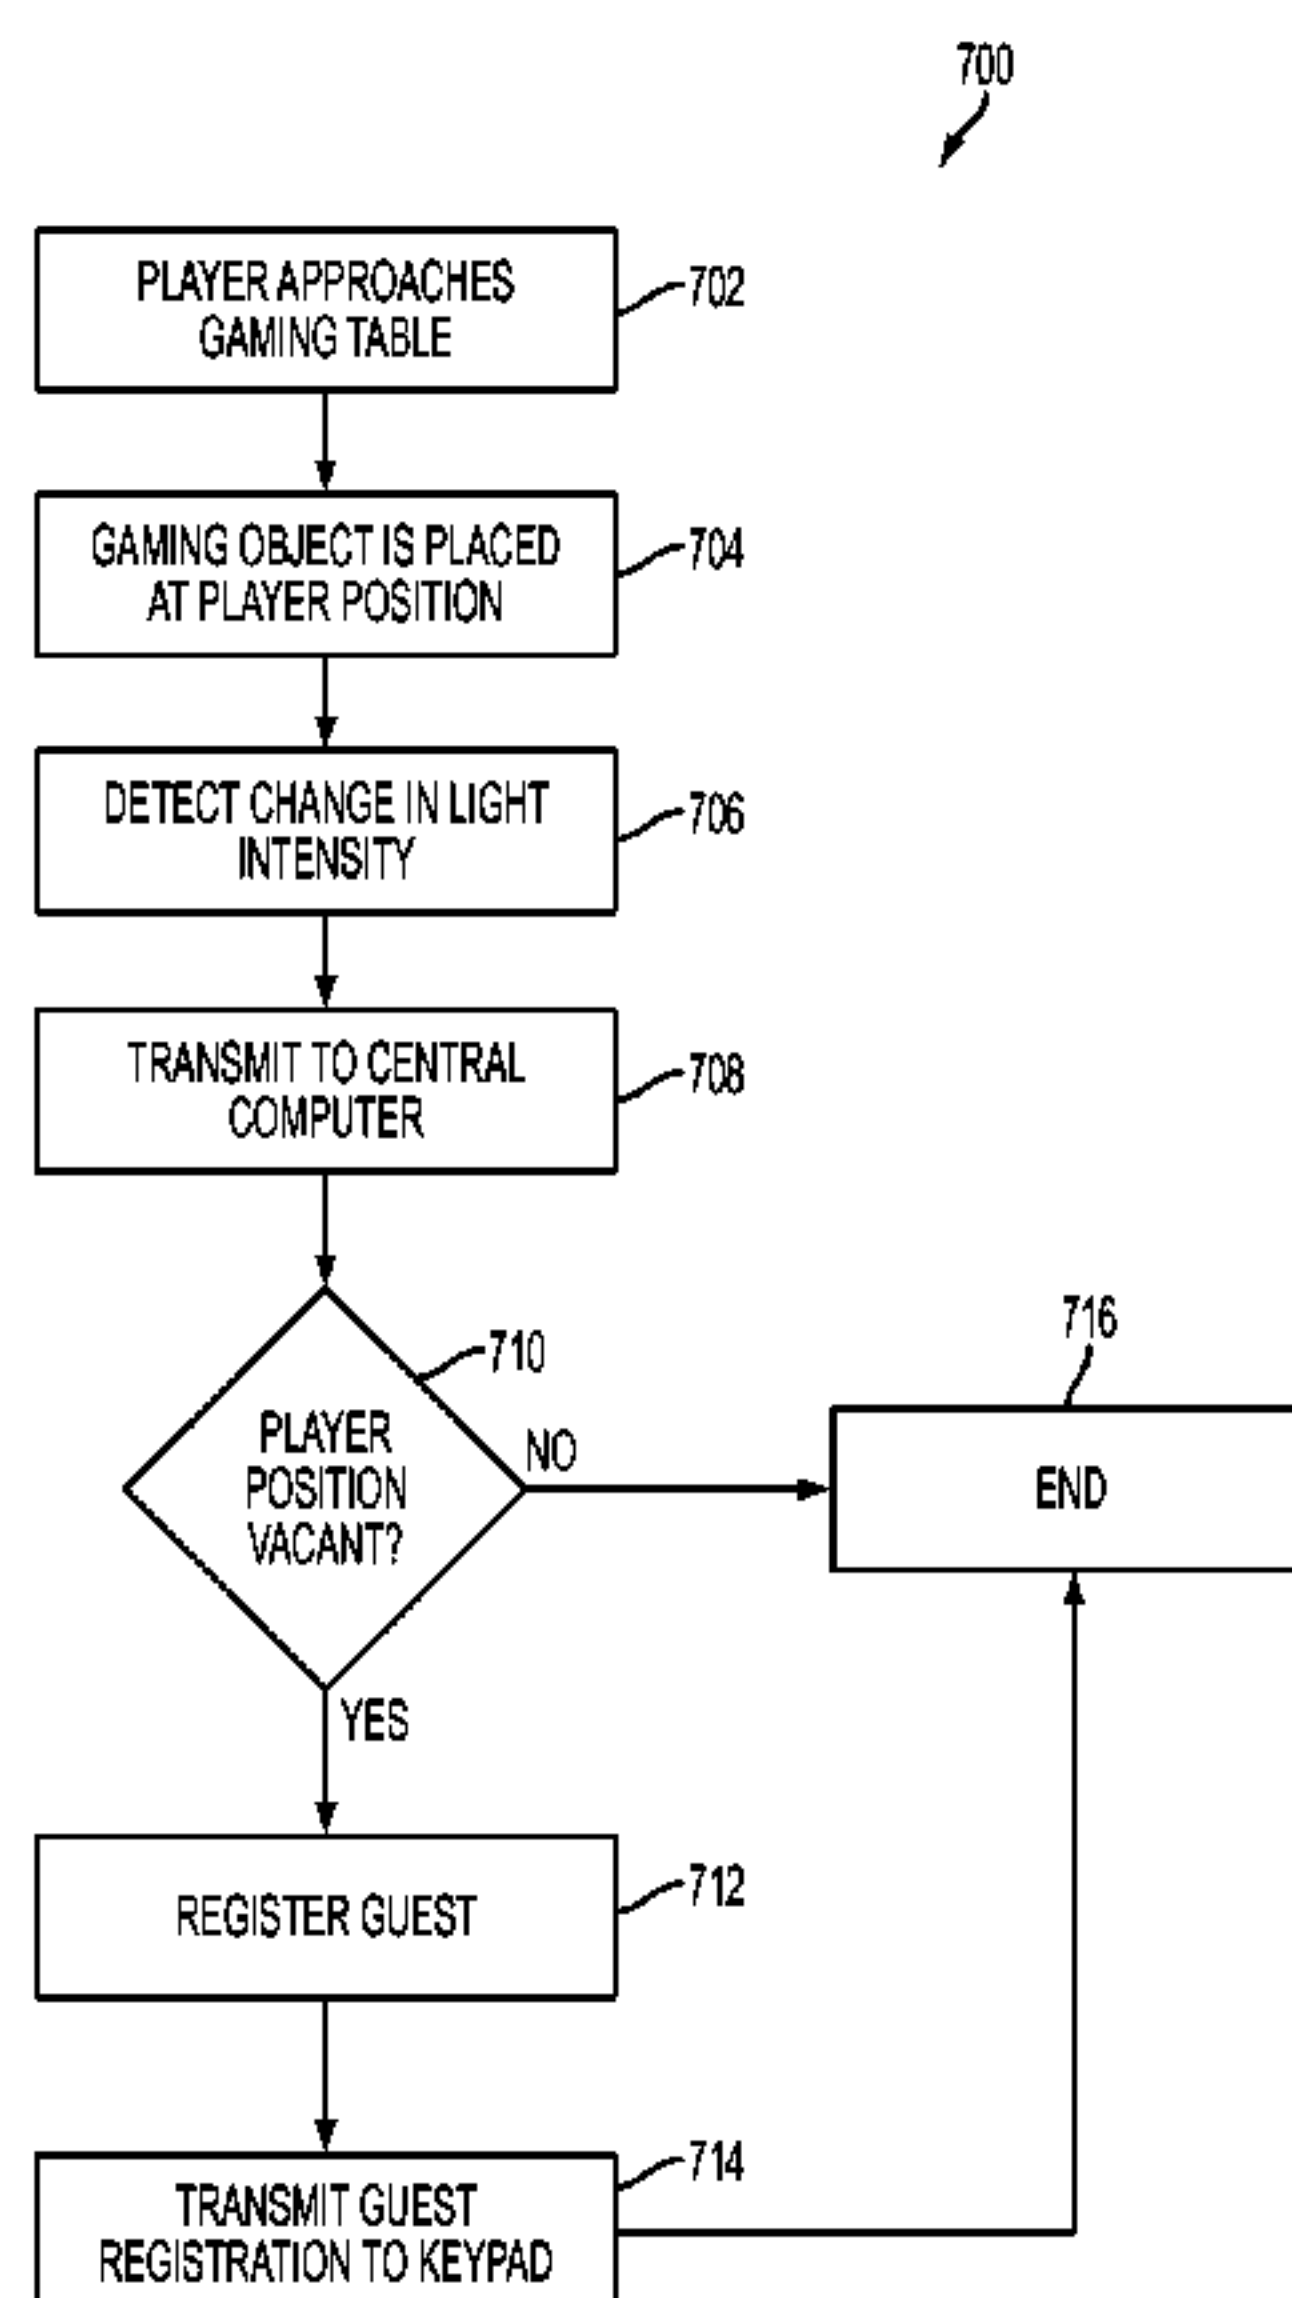 700
PLAYER APPROACHES
GAMING TABLE
702
GAMING OBJECT IS PLACED
AT PLAYER POSITION
704
DETECT CHANGE IN LIGHT
INTENSITY
706
TRANSMIT TO CENTRAL
COMPUTER
708
710
PLAYER
POSITION
VACANT?
NO
716
END
YES
REGISTER GUEST
712
TRANSMIT GUEST
REGISTRATION TO KEYPAD
714